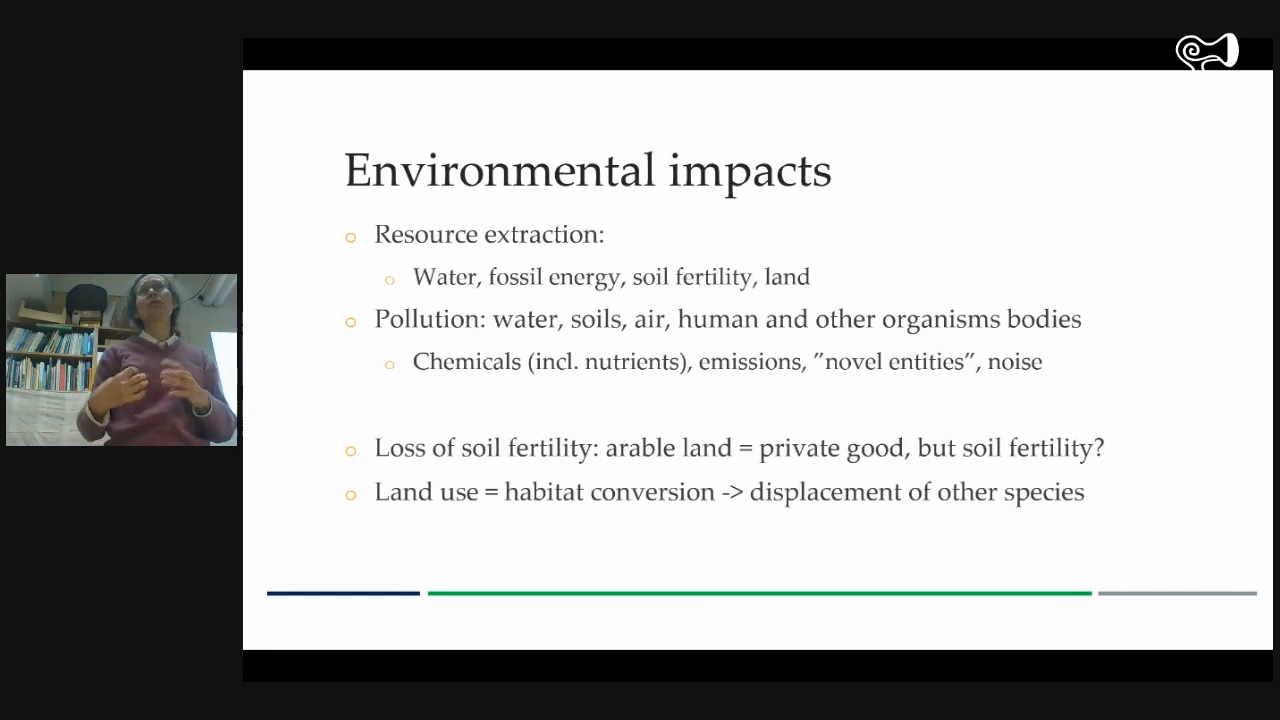 Environmental impacts
Resource extraction:
Water, fossil energy, soil fertility, land
Pollution: water, soils, air, human and other organisms bodies
Chemicals (incl. nutrients), emissions, ”novel entities”, noise
Loss of soil fertility: arable land = private good, but soil fertility?
Land use = habitat conversion -> displacement of other species